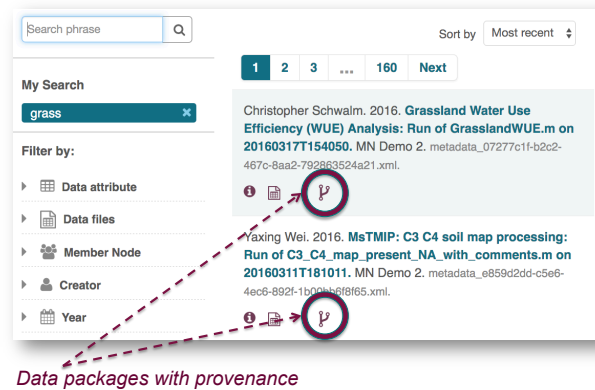 Search phrase
Sort by Most recent
1 2 3 ... 160 Next
My Search
grass ×
Filter by:
Data attribute
Data files
Member Node
Creator
Year
Christopher Schwalm. 2016. Grassland Water Use
Efficiency (WUE) Analysis: Run of GrasslandWUE.m on
20160317T154050. MN Demo 2. metadata_07277c1f-b2c2-
467c-8aa2-792863524a21.xml.
Yaxing Wei. 2016. MsTMIP: C3 C4 soil map processing:
Run of C3_C4_map_present_NA_with_comments.m on
20160311T181011. MN Demo 2. metadata_e859d2dd-c5e6-
4ec6-892f-1b00bb6f8f65.xml.
Data packages with provenance